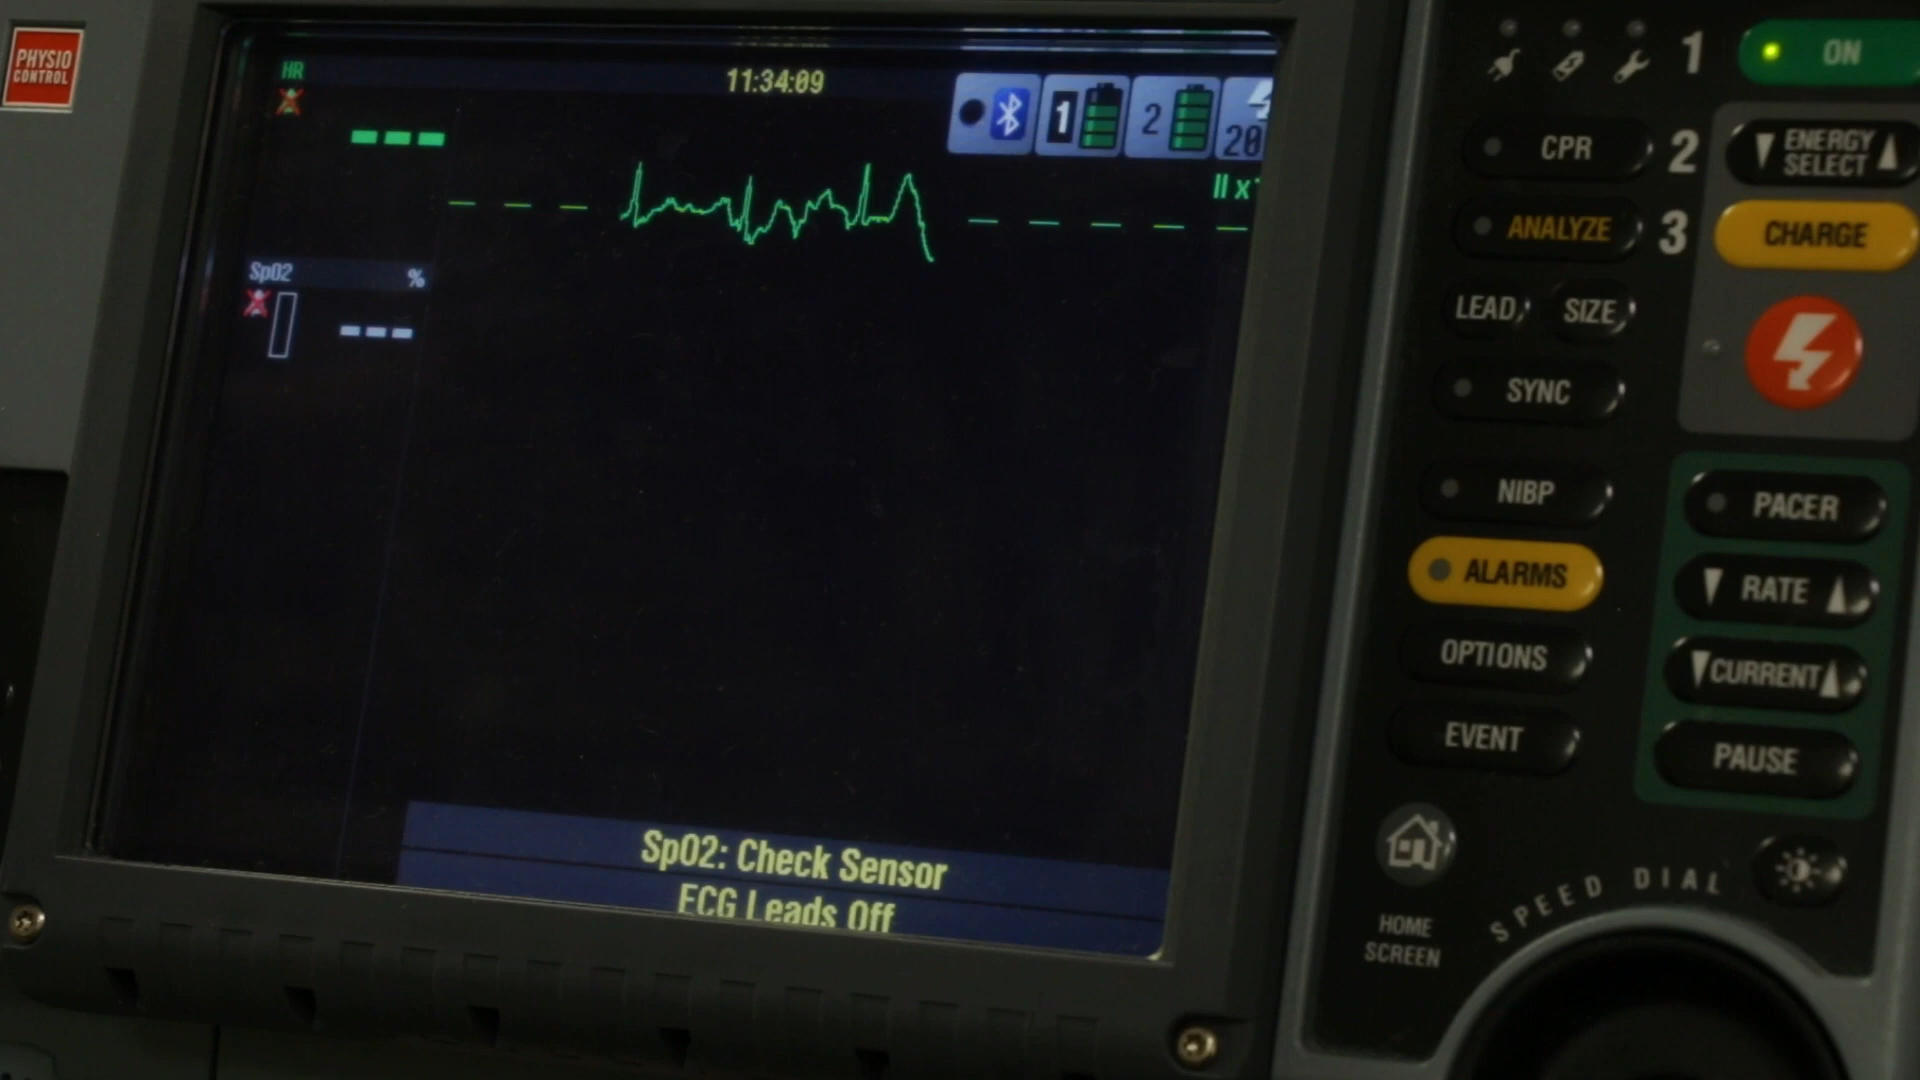 PHYSIO
CONTROL
HR
11:34:09
1
2
20
---
II x
SpO2 %
---
SpO2: Check Sensor
ECG Leads Off
1 ON
CPR 2 ENERGY
SELECT
ANALYZE 3 CHARGE
LEAD SIZE
SYNC
NIBP PACER
ALARMS RATE
OPTIONS CURRENT
EVENT PAUSE
HOME
SCREEN
SPEED DIAL